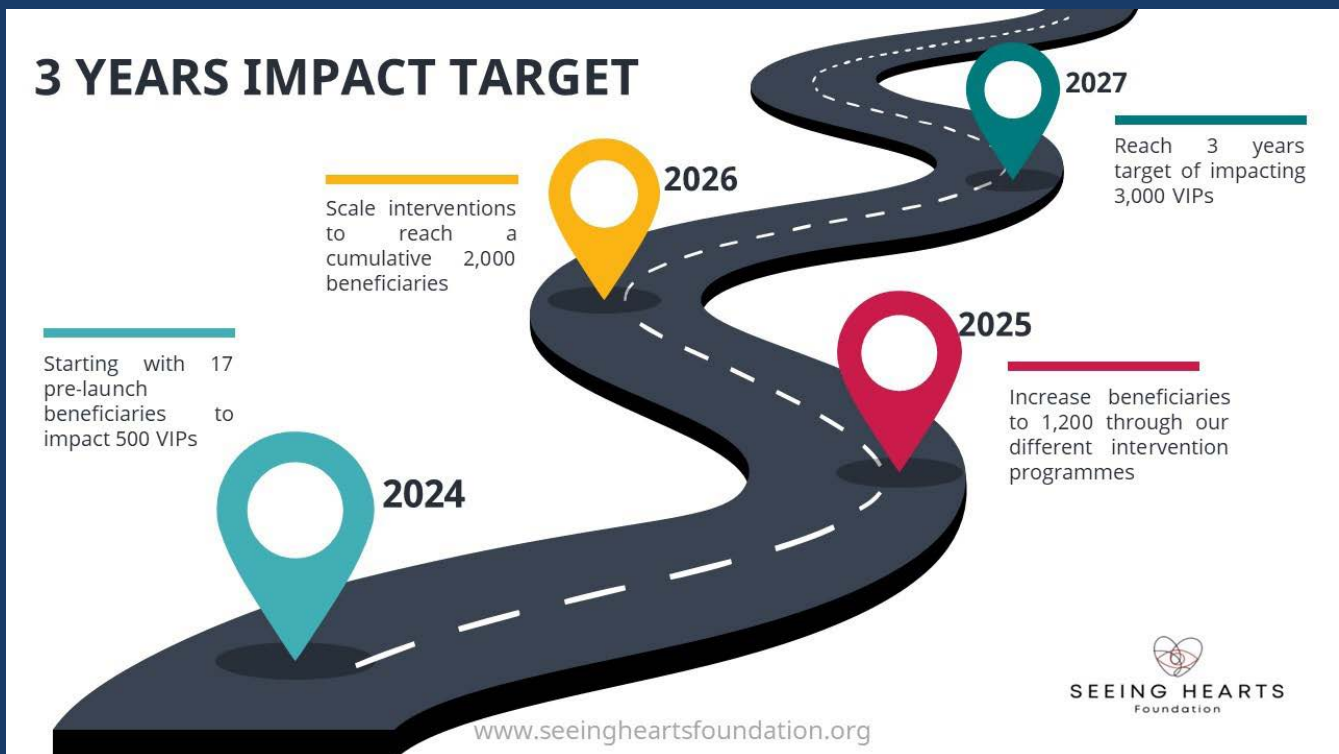 3 YEARS IMPACT TARGET
2024
Starting with 17
pre-launch
beneficiaries to
impact 500 VIPs
2025
Increase beneficiaries
to 1,200 through our
different intervention
programmes
2026
Scale interventions
to reach a
cumulative 2,000
beneficiaries
2027
Reach 3 years
target of impacting
3,000 VIPs
SEEING HEARTS
Foundation
www.seeingheartsfoundation.org